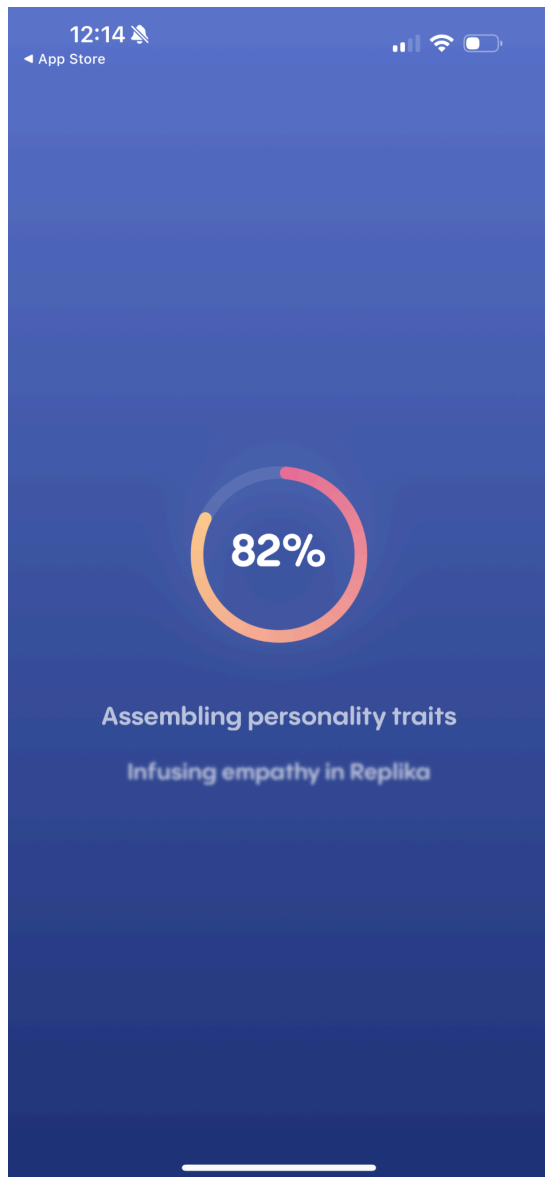 12:14
◀ App Store
82%
Assembling personality traits
Infusing empathy in Replika